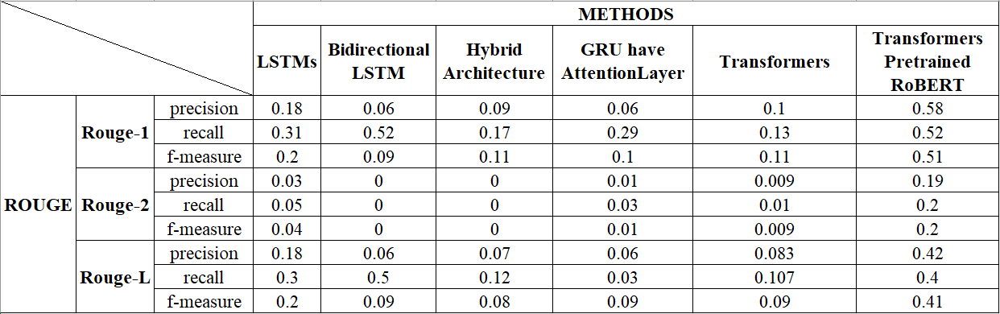 METHODS
LSTMs Bidirectional LSTM Hybrid Architecture GRU have AttentionLayer Transformers Transformers Pretrained RoBERT
ROUGE Rouge-1 precision 0.18 0.06 0.09 0.06 0.1 0.58
recall 0.31 0.52 0.17 0.29 0.13 0.52
f-measure 0.2 0.09 0.11 0.1 0.11 0.51
Rouge-2 precision 0.03 0 0 0.01 0.009 0.19
recall 0.05 0 0 0.03 0.01 0.2
f-measure 0.04 0 0 0.01 0.009 0.2
Rouge-L precision 0.18 0.06 0.07 0.06 0.083 0.42
recall 0.3 0.5 0.12 0.03 0.107 0.4
f-measure 0.2 0.09 0.08 0.09 0.09 0.41